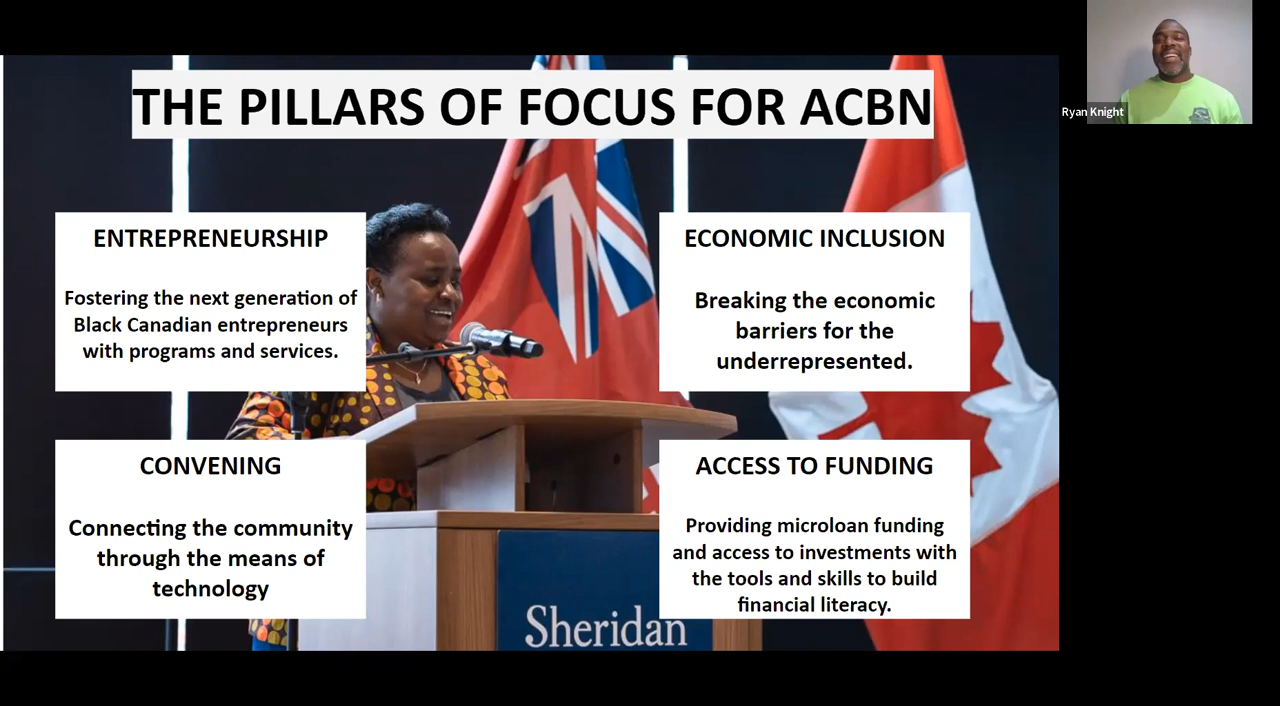 THE PILLARS OF FOCUS FOR ACBN
Ryan Knight
ENTREPRENEURSHIP
Fostering the next generation of
Black Canadian entrepreneurs
with programs and services.
ECONOMIC INCLUSION
Breaking the economic
barriers for the
underrepresented.
CONVENING
Connecting the community
through the means of
technology
ACCESS TO FUNDING
Providing microloan funding
and access to investments with
the tools and skills to build
financial literacy.
Sheridan